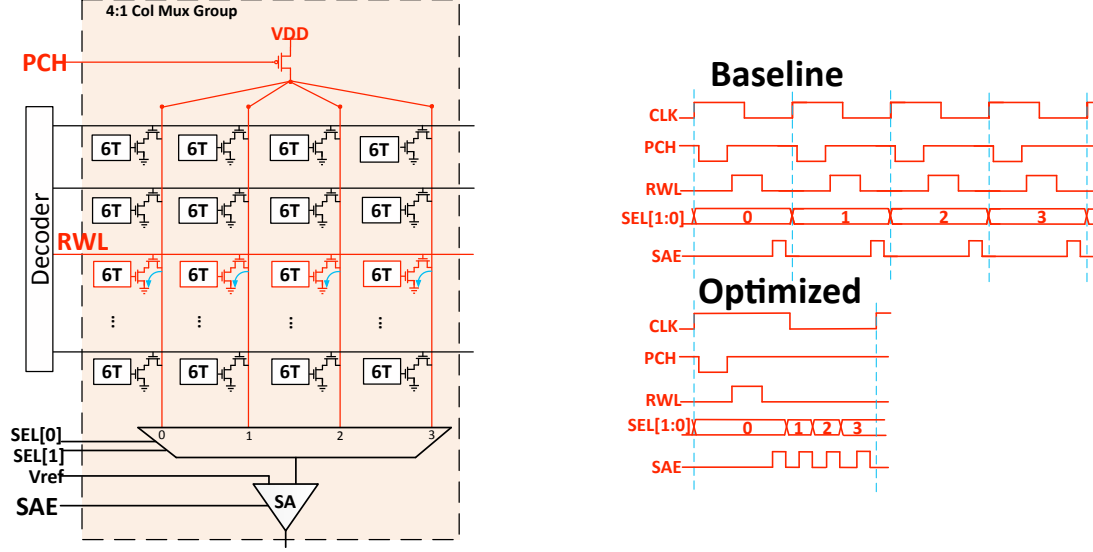 4:1 Col Mux Group
VDD
PCH
6T 6T 6T 6T
6T 6T 6T 6T
RWL
6T 6T 6T 6T
... ... ... ...
6T 6T 6T 6T
Decoder
0 1 2 3
SEL[0]
SEL[1]
Vref
SA
SAE
Baseline
CLK
PCH
RWL
SEL[1:0] 0 1 2 3
SAE
Optimized
CLK
PCH
RWL
SEL[1:0] 0 1 2 3
SAE